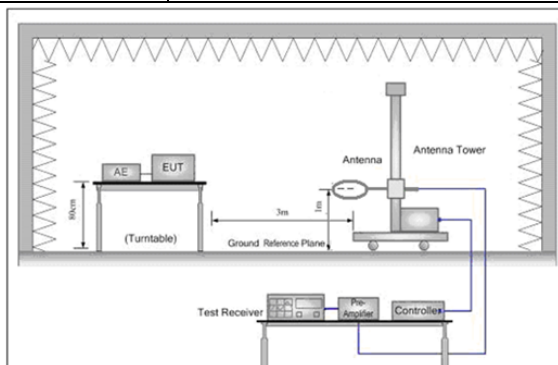 Antenna
Antenna Tower
AE
EUT
80cm
(Turntable)
3m
1m
Ground Reference Plane
Test Receiver
Pre-
Amplifier
Controller